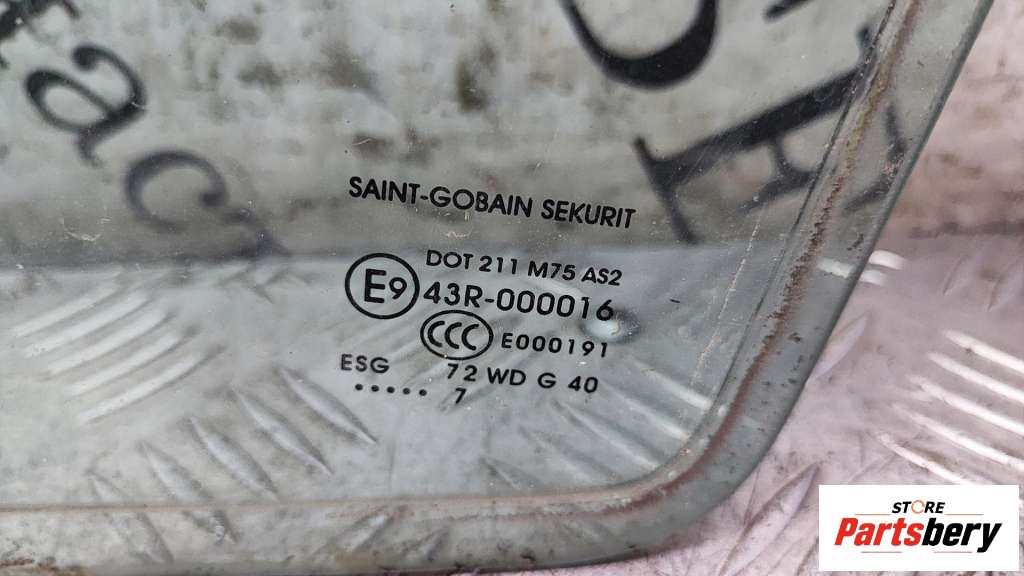 SAINT-GOBAIN SEKURIT
DOT 211 M75 AS2
E9 43R-000016
CCC E000191
ESG 72 WD G 40
..... 7
STORE
Partsbery